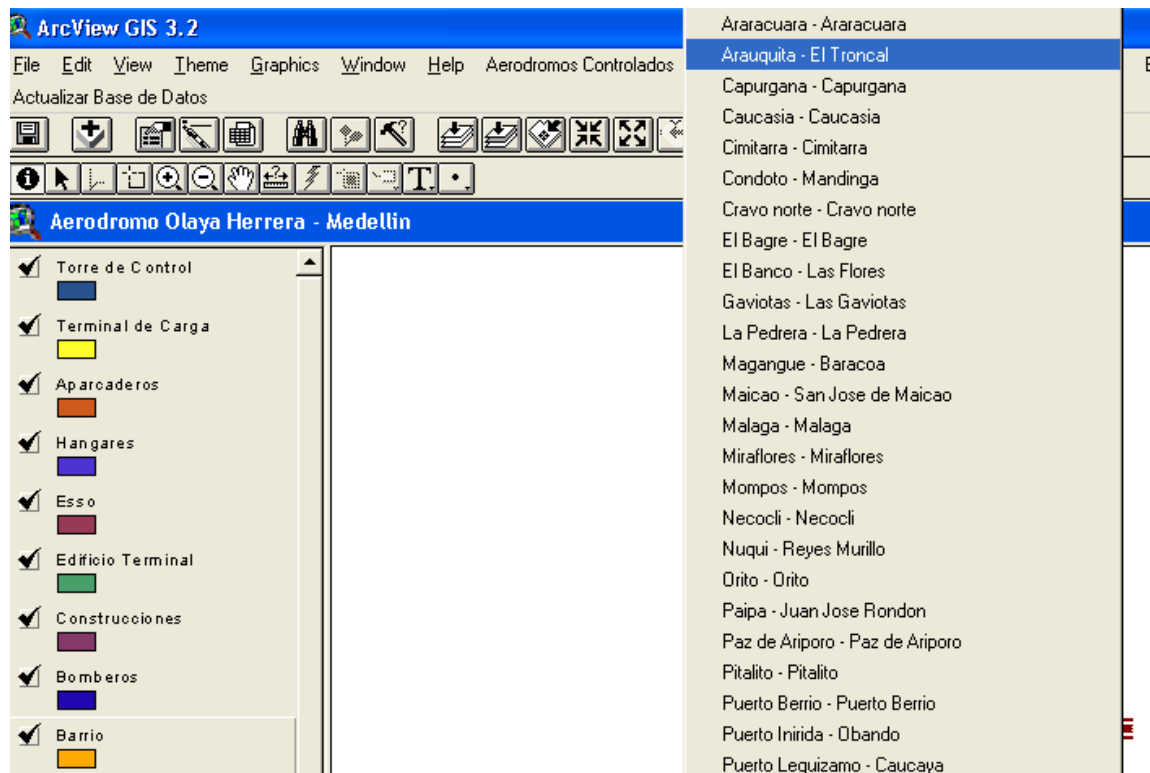 ArcView GIS 3.2
File Edit View Theme Graphics Window Help Aerodromos Controlados
Actualizar Base de Datos
Aerodromo Olaya Herrera - Medellin
Torre de Control
Terminal de Carga
Aparcaderos
Hangares
Esso
Edificio Terminal
Construcciones
Bomberos
Barrio
Araracuara - Araracuara
Arauquita - El Troncal
Capurgana - Capurgana
Caucasia - Caucasia
Cimitarra - Cimitarra
Condoto - Mandinga
Cravo norte - Cravo norte
El Bagre - El Bagre
El Banco - Las Flores
Gaviotas - Las Gaviotas
La Pedrera - La Pedrera
Magangue - Baracoa
Maicao - San Jose de Maicao
Malaga - Malaga
Miraflores - Miraflores
Mompos - Mompos
Necocli - Necocli
Nuqui - Reyes Murillo
Orito - Orito
Paipa - Juan Jose Rondon
Paz de Ariporo - Paz de Ariporo
Pitalito - Pitalito
Puerto Berrio - Puerto Berrio
Puerto Inirida - Obando
Puerto Leguizamo - Caucaya